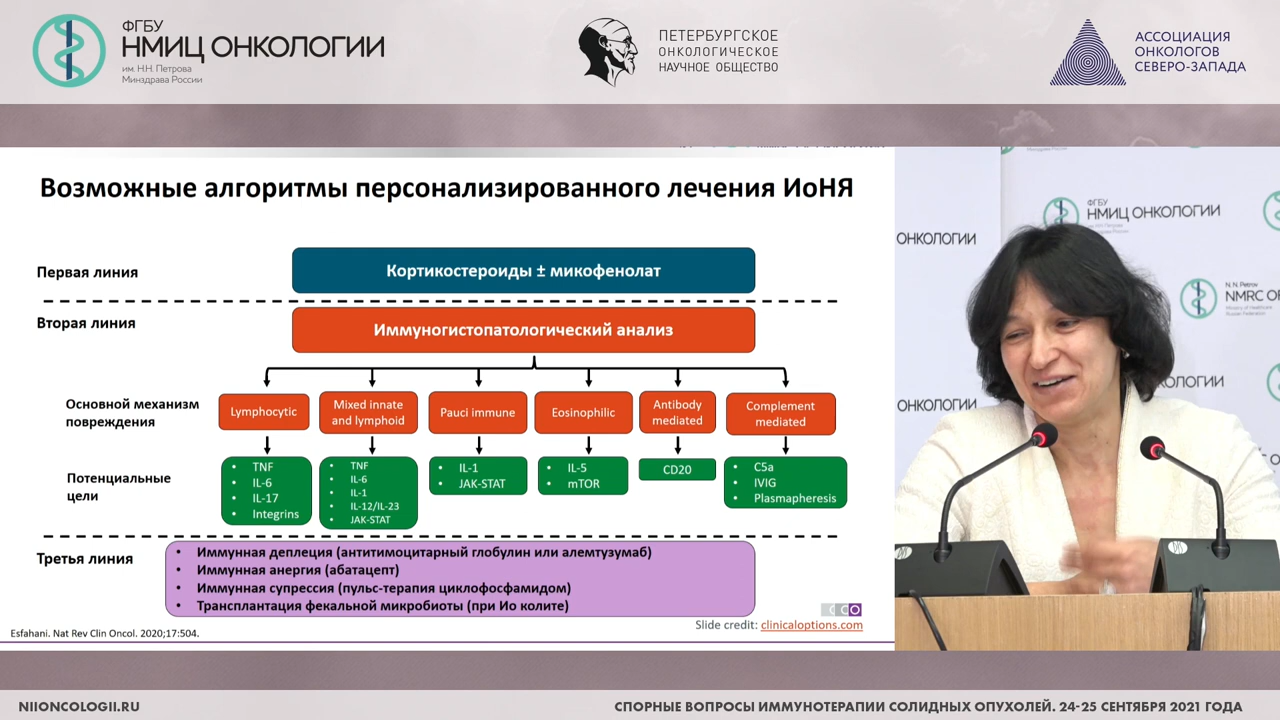 ФГБУ
НМИЦ ОНКОЛОГИИ
им. Н.Н. Петрова
Минздрава России
ПЕТЕРБУРГСКОЕ
ОНКОЛОГИЧЕСКОЕ
НАУЧНОЕ ОБЩЕСТВО
АССОЦИАЦИЯ
ОНКОЛОГОВ
СЕВЕРО-ЗАПАДА
Возможные алгоритмы персонализированного лечения ИоНЯ
Первая линия
Кортикостероиды ± микофенолат
Вторая линия
Иммуногистопатологический анализ
Основной механизм
повреждения
Lymphocytic
Mixed innate
and lymphoid
Pauci immune
Eosinophilic
Antibody
mediated
Complement
mediated
Потенциальные
цели
• TNF
• IL-6
• IL-17
• Integrins
• TNF
• IL-6
• IL-1
• IL-12/IL-23
• JAK-STAT
• IL-1
• JAK-STAT
• IL-5
• mTOR
CD20
• C5a
• IVIG
• Plasmapheresis
Третья линия
• Иммунная деплеция (антитимоцитарный глобулин или алемтузумаб)
• Иммунная анергия (абатацепт)
• Иммунная супрессия (пульс-терапия циклофосфамидом)
• Трансплантация фекальной микробиоты (при Ио колите)
CCO
Slide credit: clinicaloptions.com
Esfahani. Nat Rev Clin Oncol. 2020;17:504.
ФГБУ
НМИЦ ОНКОЛОГИИ
ОНКОЛОГИИ
N. N. Petrov
NMRC
ОЛОГИИ
ОНКОЛОГИИ
NIIONCOLOGII.RU
СПОРНЫЕ ВОПРОСЫ ИММУНОТЕРАПИИ СОЛИДНЫХ ОПУХОЛЕЙ. 24-25 СЕНТЯБРЯ 2021 ГОДА